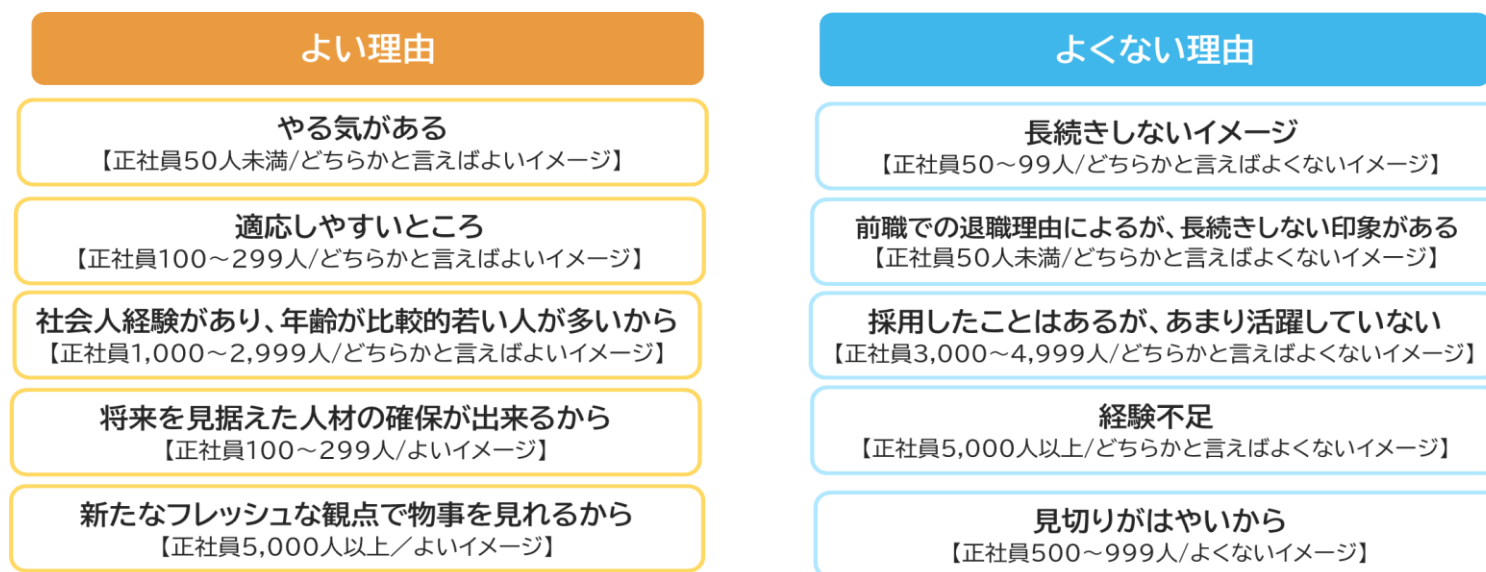 よい理由
やる気がある
【正社員50人未満/どちらかと言えばよいイメージ】
適応しやすいところ
【正社員100～299人/どちらかと言えばよいイメージ】
社会人経験があり、年齢が比較的若い人が多いから
【正社員1,000～2,999人/どちらかと言えばよいイメージ】
将来を見据えた人材の確保が出来るから
【正社員100～299人/よいイメージ】
新たなフレッシュな観点で物事を見れるから
【正社員5,000人以上／よいイメージ】
よくない理由
長続きしないイメージ
【正社員50～99人/どちらかと言えばよくないイメージ】
前職での退職理由によるが、長続きしない印象がある
【正社員50人未満/どちらかと言えばよくないイメージ】
採用したことはあるが、あまり活躍していない
【正社員3,000～4,999人/どちらかと言えばよくないイメージ】
経験不足
【正社員5,000人以上/どちらかと言えばよくないイメージ】
見切りがはやいから
【正社員500～999人/よくないイメージ】